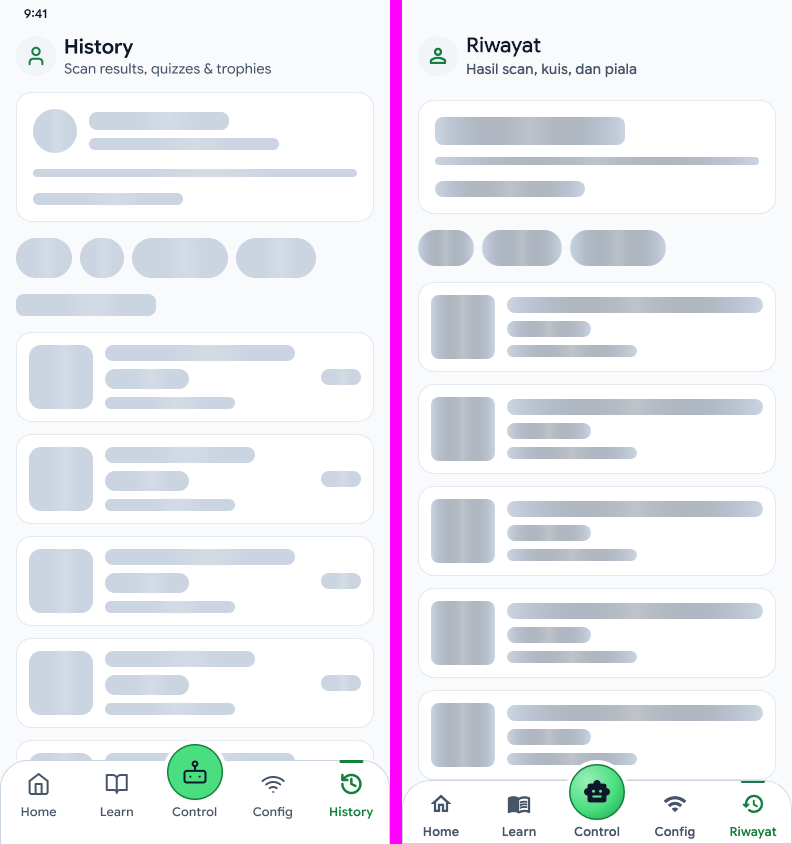 9:41
History
Scan results, quizzes & trophies
Home
Learn
Control
Config
History
Riwayat
Hasil scan, kuis, dan piala
Home
Learn
Control
Config
Riwayat